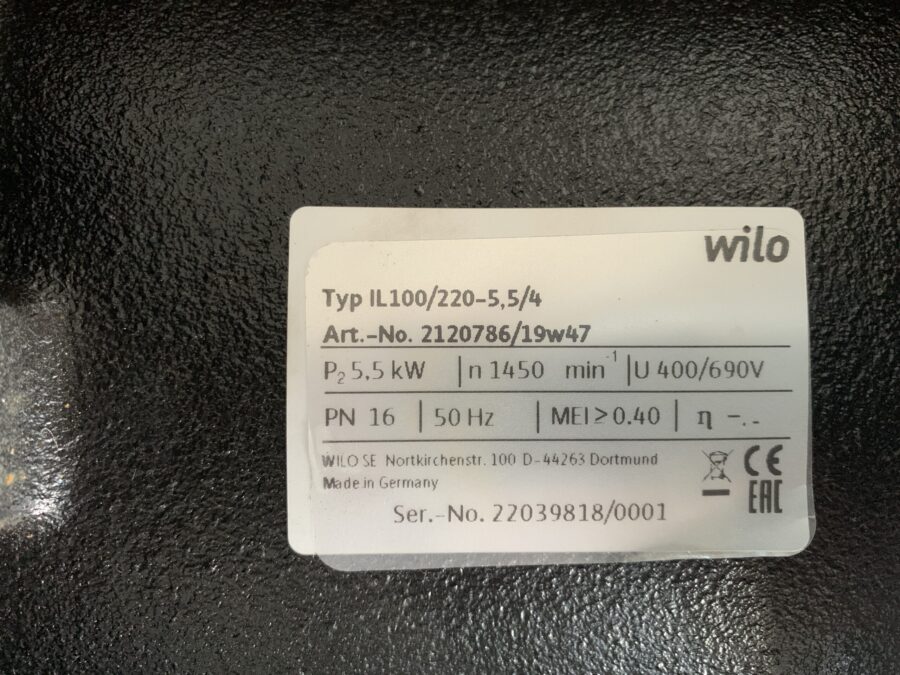 wilo
Typ IL100/220-5,5/4
Art.-No. 2120786/19w47
P₂ 5,5 kW | n 1450 min⁻¹ | U 400/690V
PN 16 | 50 Hz | MEI ≥ 0.40 | η -.-
WILO SE Nortkirchenstr. 100 D-44263 Dortmund
Made in Germany
CE
EAC
Ser.-No. 22039818/0001